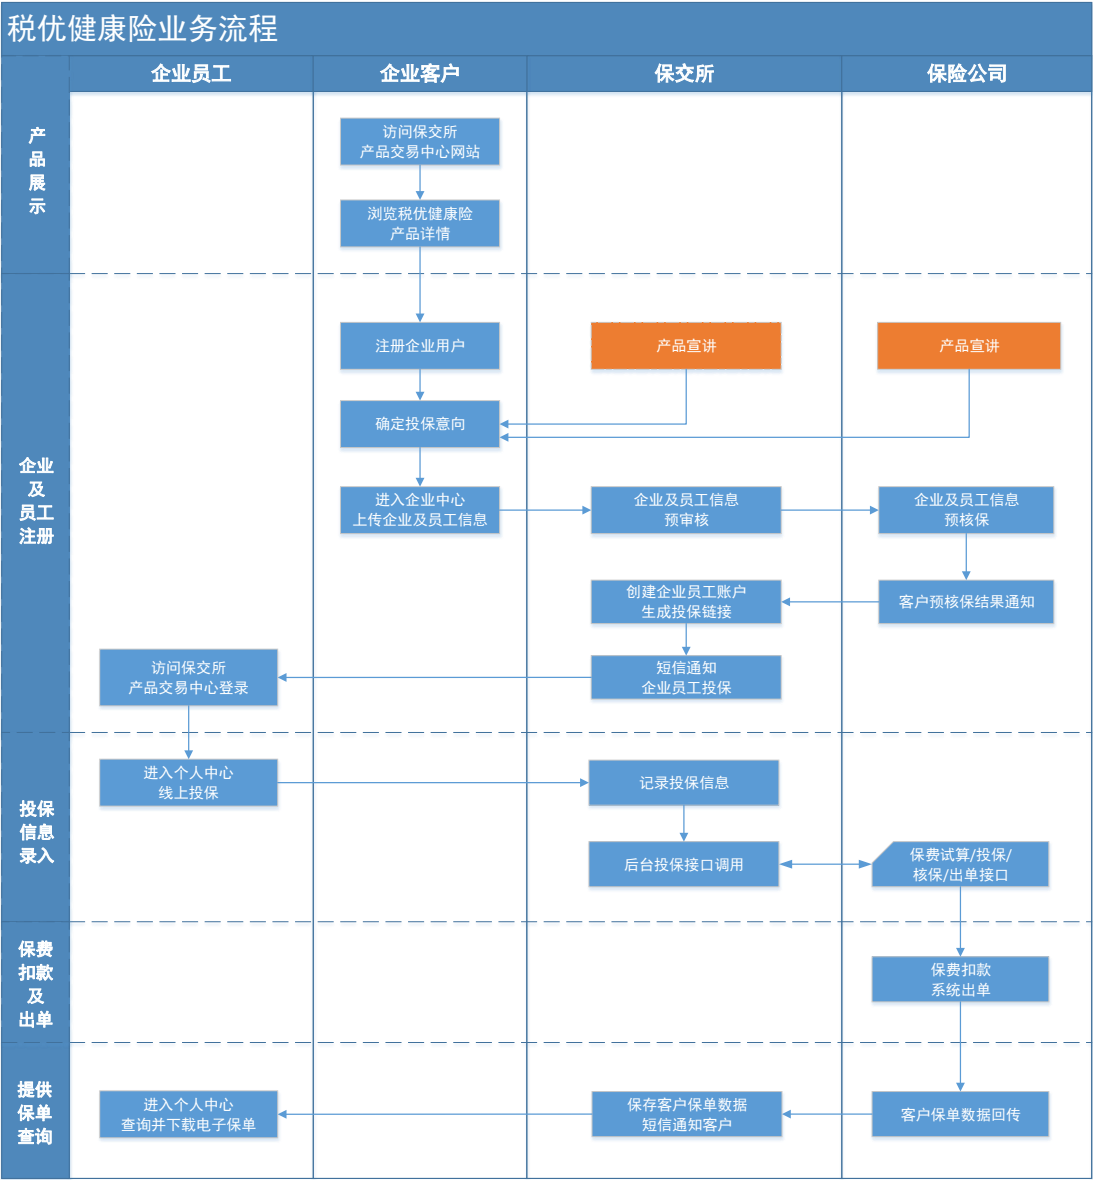 税优健康险业务流程
企业员工
企业客户
保交所
保险公司
产
品
展
示
访问保交所
产品交易中心网站
浏览税优健康险
产品详情
企业
及
员工
注册
注册企业用户
产品宣讲
产品宣讲
确定投保意向
进入企业中心
上传企业及员工信息
企业及员工信息
预审核
企业及员工信息
预核保
创建企业员工账户
生成投保链接
客户预核保结果通知
短信通知
企业员工投保
访问保交所
产品交易中心登录
投保
信息
录入
进入个人中心
线上投保
记录投保信息
后台投保接口调用
保费试算/投保/
核保/出单接口
保费
扣款
及
出单
保费扣款
系统出单
提供
保单
查询
进入个人中心
查询并下载电子保单
保存客户保单数据
短信通知客户
客户保单数据回传